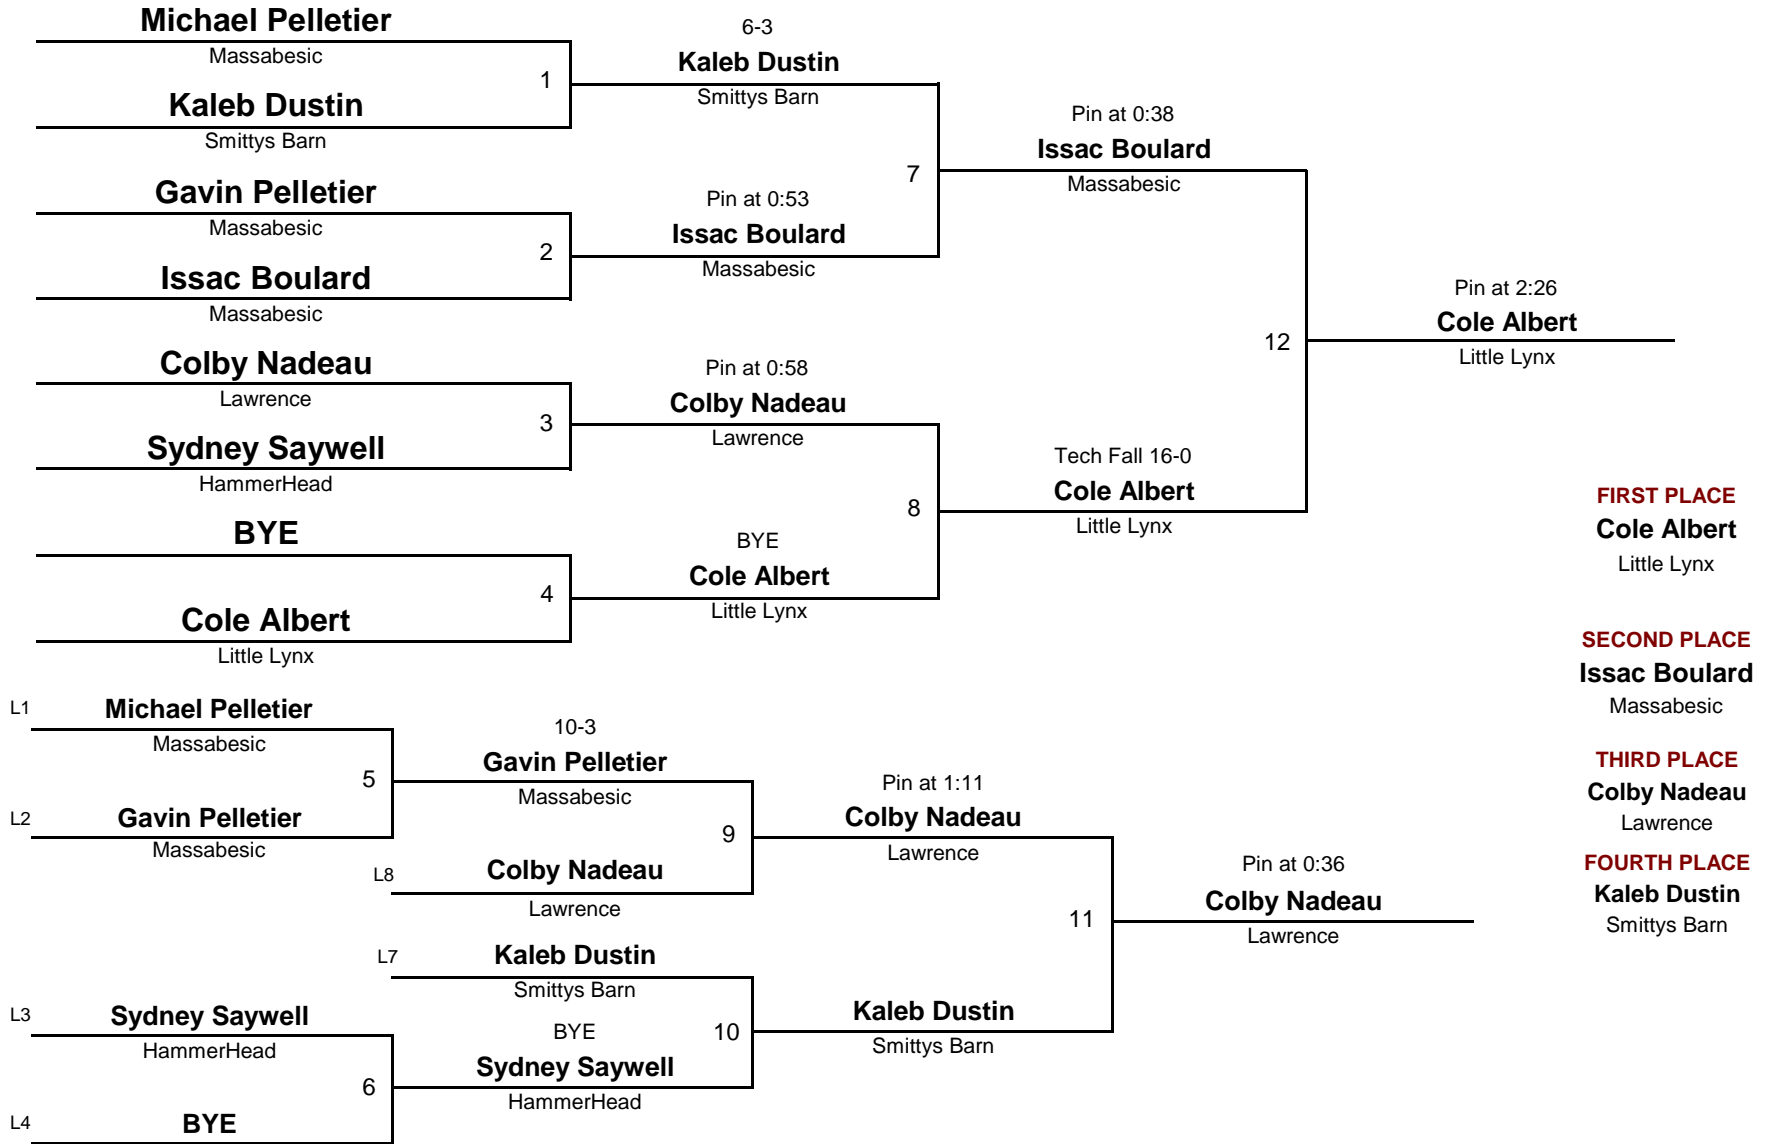 Michael Pelletier
Massabesic
1
Kaleb Dustin
Smittys Barn
6-3
Kaleb Dustin
Smittys Barn
Gavin Pelletier
Massabesic
2
Issac Boulard
Massabesic
Pin at 0:53
Issac Boulard
Massabesic
7
Pin at 0:38
Issac Boulard
Massabesic
Colby Nadeau
Lawrence
3
Sydney Saywell
HammerHead
Pin at 0:58
Colby Nadeau
Lawrence
BYE
4
Cole Albert
Little Lynx
BYE
Cole Albert
Little Lynx
8
Tech Fall 16-0
Cole Albert
Little Lynx
12
Pin at 2:26
Cole Albert
Little Lynx
FIRST PLACE
Cole Albert
Little Lynx
SECOND PLACE
Issac Boulard
Massabesic
THIRD PLACE
Colby Nadeau
Lawrence
FOURTH PLACE
Kaleb Dustin
Smittys Barn
L1
Michael Pelletier
Massabesic
5
L2
Gavin Pelletier
Massabesic
10-3
Gavin Pelletier
Massabesic
9
L8
Colby Nadeau
Lawrence
Pin at 1:11
Colby Nadeau
Lawrence
L7
Kaleb Dustin
Smittys Barn
L3
Sydney Saywell
HammerHead
6
L4
BYE
BYE
Sydney Saywell
HammerHead
10
Kaleb Dustin
Smittys Barn
11
Pin at 0:36
Colby Nadeau
Lawrence